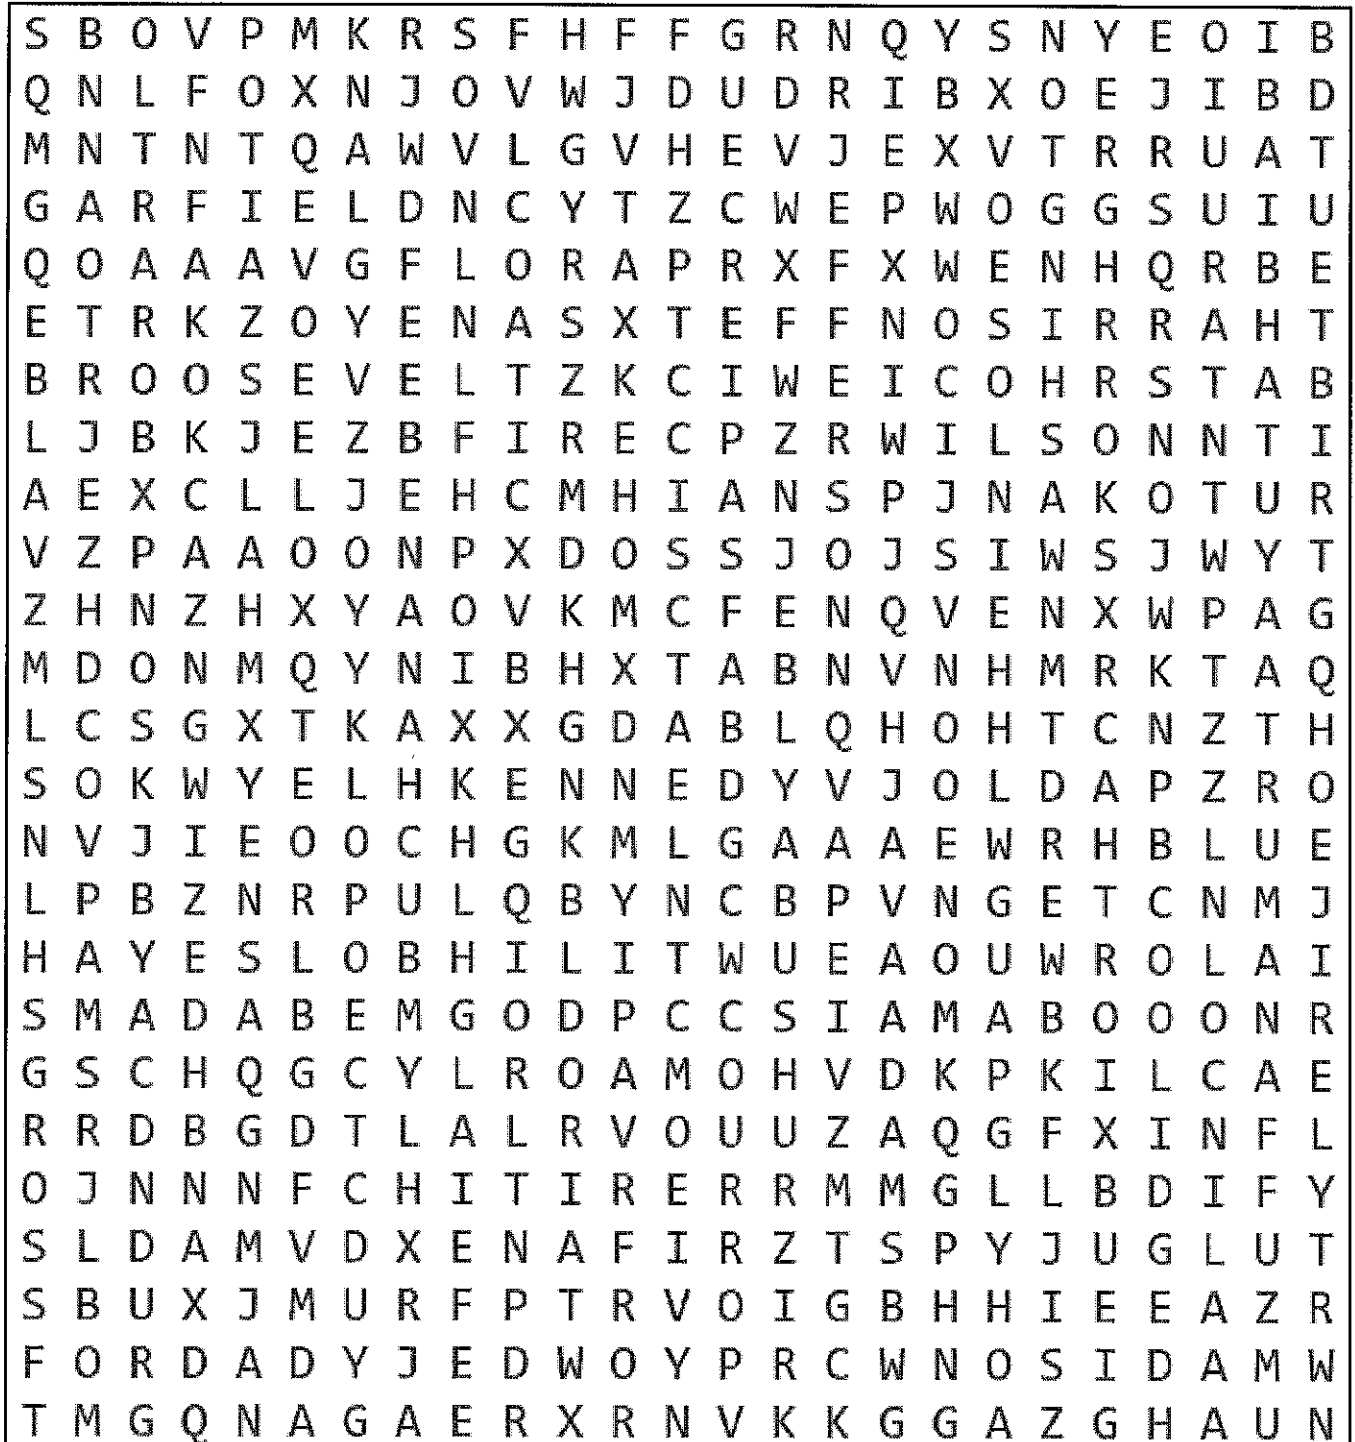 S B O V P M K R S F H F F G R N Q Y S N Y E O I B
Q N L F O X N J O V W J D U D R I B X O E J I B D
M N T N T Q A W V L G V H E V J E X V T R R U A T
G A R F I E L D N C Y T Z C W E P W O G G S U I U
Q O A A A V G F L O R A P R X F X W E N H Q R B E
E T R K Z O Y E N A S X T E F F N O S I R R A H T
B R O O S E V E L T Z K C I W E I C O H R S T A B
L J B K J E Z B F I R E C P Z R W I L S O N N T I
A E X C L L J E H C M H I A N S P J N A K O T U R
V Z P A A O O N P X D O S S J O J S I W S J W Y T
Z H N Z H X Y A O V K M C F E N Q V E N X W P A G
M D O N M Q Y N I B H X T A B N V N H M R K T A Q
L C S G X T K A X X G D A B L Q H O H T C N Z T H
S O K W Y E L H K E N N E D Y V J O L D A P Z R O
N V J I E O O C H G K M L G A A A E W R H B L U E
L P B Z N R P U L Q B Y N C B P V N G E T C N M J
H A Y E S L O B H I L I T W U E A O U W R O L A I
S M A D A B E M G O D P C C S I A M A B O O O N R
G S C H Q G C Y L R O A M O H V D K P K I L C A E
R R D B G D T L A L R V O U U Z A Q G F X I N F L
O J N N N F C H I T I R E R R M M G L L B D I F Y
S L D A M V D X E N A F I R Z T S P Y J U G L U T
S B U X J M U R F P T R V O I G B H H I E E A Z R
F O R D A D Y J E D W O Y P R C W N O S I D A M W
T M G Q N A G A E R X R N V K K G G A Z G H A U N